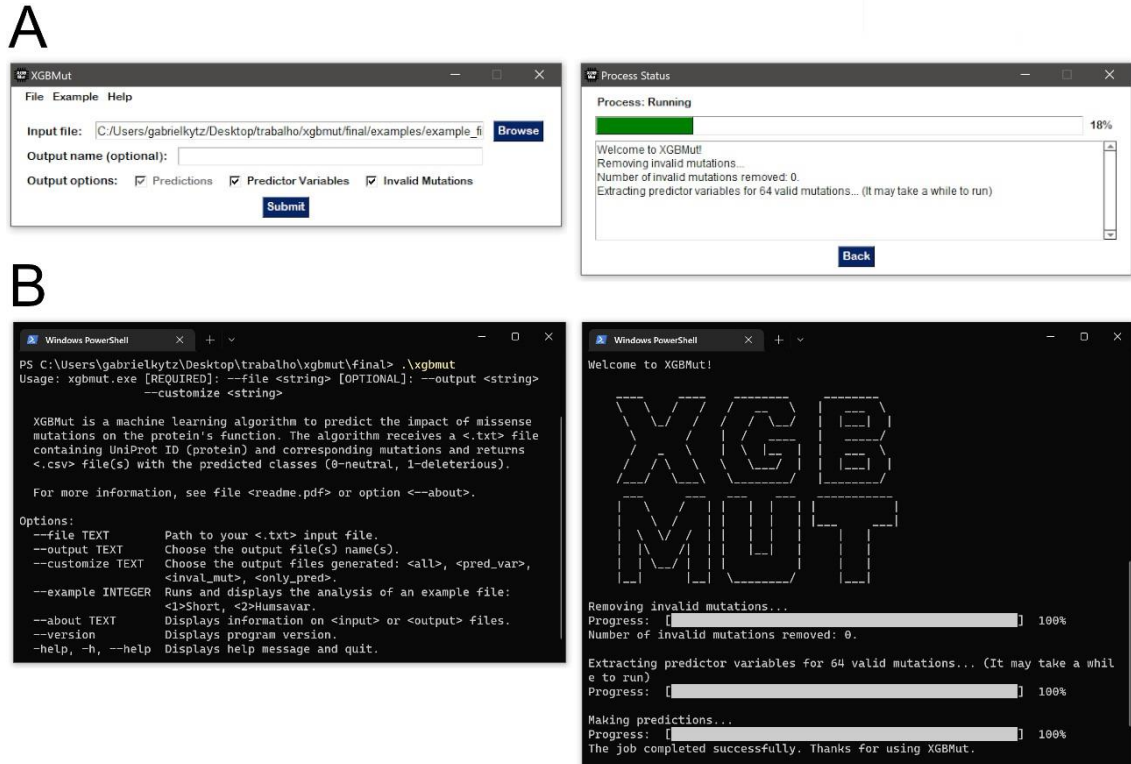 A
XGBMut
File Example Help
Input file: C:/Users/gabrielkytz/Desktop/trabalho/xgbmut/final/examples/example_fi Browse
Output name (optional):
Output options: Predictions Predictor Variables Invalid Mutations
Submit
Process Status
Process: Running
18%
Welcome to XGBMut!
Removing invalid mutations...
Number of invalid mutations removed: 0.
Extracting predictor variables for 64 valid mutations... (It may take a while to run)
Back
B
Windows PowerShell
PS C:\Users\gabrielkytz\Desktop\trabalho\xgbmut\final> .\xgbmut
Usage: xgbmut.exe [REQUIRED]: --file <string> [OPTIONAL]: --output <string>
--customize <string>
XGBMut is a machine learning algorithm to predict the impact of missense
mutations on the protein's function. The algorithm receives a <.txt> file
containing UniProt ID (protein) and corresponding mutations and returns
<.csv> file(s) with the predicted classes (0-neutral, 1-deleterious).
For more information, see file <readme.pdf> or option <--about>.
Options:
--file TEXT Path to your <.txt> input file.
--output TEXT Choose the output file(s) name(s).
--customize TEXT Choose the output files generated: <all>, <pred_var>,
<inval_mut>, <only_pred>.
--example INTEGER Runs and displays the analysis of an example file:
<1>Short, <2>Humsavar.
--about TEXT Displays information on <input> or <output> files.
--version Displays program version.
-help, -h, --help Displays help message and quit.
Windows PowerShell
Welcome to XGBMut!
XGB
MUT
Removing invalid mutations...
Progress: [ ] 100%
Number of invalid mutations removed: 0.
Extracting predictor variables for 64 valid mutations... (It may take a whil
e to run)
Progress: [ ] 100%
Making predictions...
Progress: [ ] 100%
The job completed successfully. Thanks for using XGBMut.